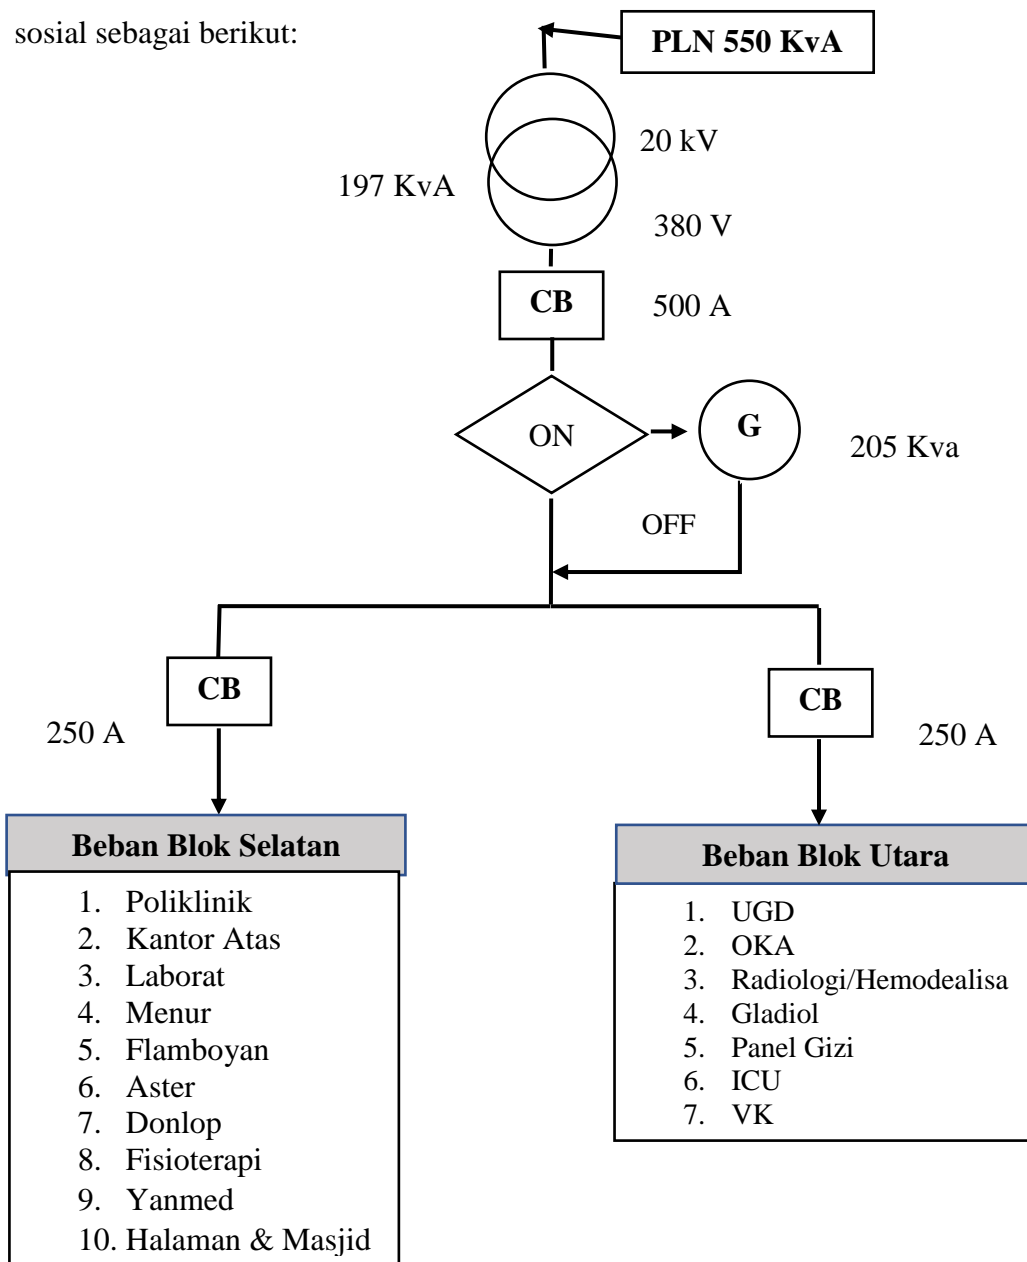 sosial sebagai berikut:
PLN 550 KvA
20 kV
197 KvA
380 V
CB
500 A
ON
G
205 Kva
OFF
CB
250 A
CB
250 A
Beban Blok Selatan
1. Poliklinik
2. Kantor Atas
3. Laborat
4. Menur
5. Flamboyan
6. Aster
7. Donlop
8. Fisioterapi
9. Yanmed
10. Halaman & Masjid
Beban Blok Utara
1. UGD
2. OKA
3. Radiologi/Hemodealisa
4. Gladiol
5. Panel Gizi
6. ICU
7. VK